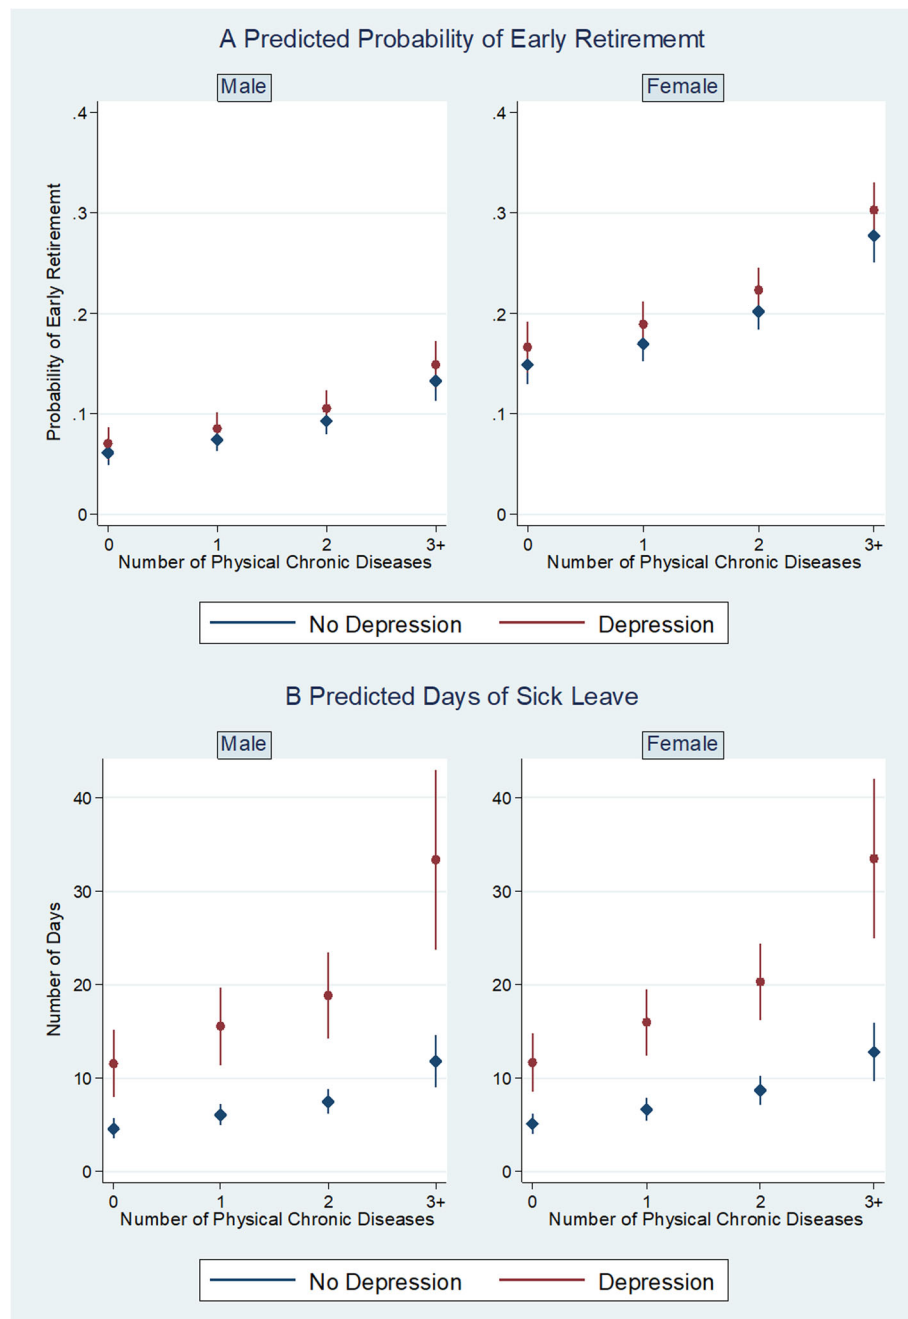 A Predicted Probability of Early Retirememt
Male
Female
Probability of Early Retirememt
.4
.3
.2
.1
0
.4
.3
.2
.1
0
0 1 2 3+
0 1 2 3+
Number of Physical Chronic Diseases
Number of Physical Chronic Diseases
No Depression Depression
B Predicted Days of Sick Leave
Male
Female
Number of Days
40
30
20
10
0
40
30
20
10
0
0 1 2 3+
0 1 2 3+
Number of Physical Chronic Diseases
Number of Physical Chronic Diseases
No Depression Depression